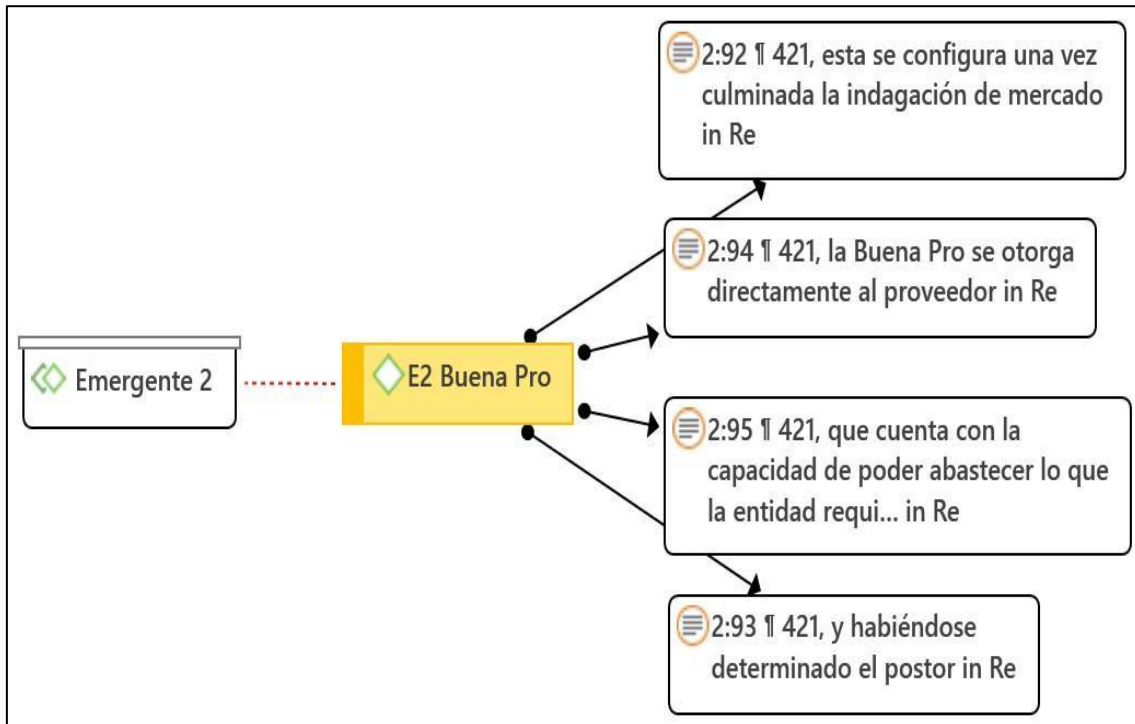 2:92 ¶ 421, esta se configura una vez
culminada la indagación de mercado
in Re
2:94 ¶ 421, la Buena Pro se otorga
directamente al proveedor in Re
Emergente 2
E2 Buena Pro
2:95 ¶ 421, que cuenta con la
capacidad de poder abastecer lo que
la entidad requi... in Re
2:93 ¶ 421, y habiéndose
determinado el postor in Re